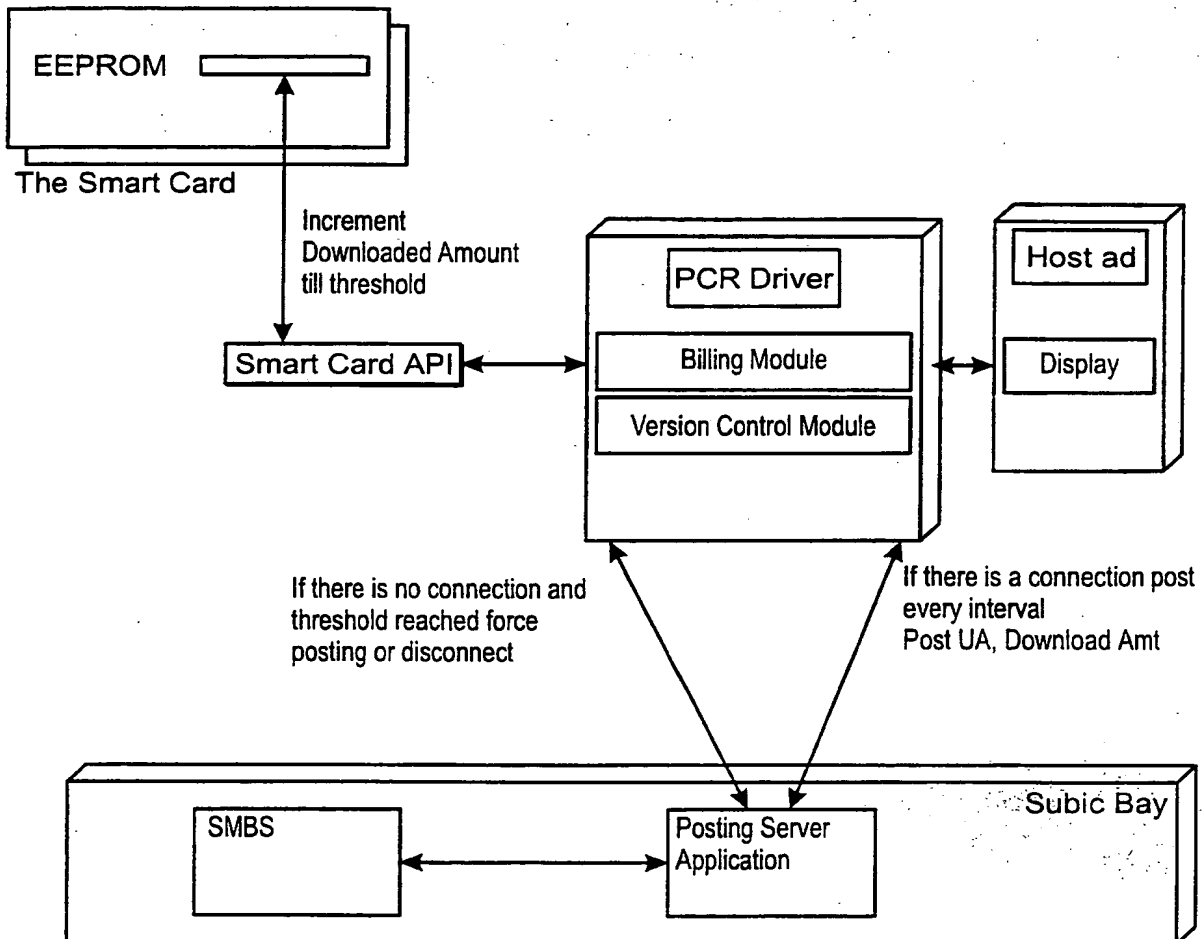 EEPROM
The Smart Card
Increment
Downloaded Amount
till threshold
Smart Card API
PCR Driver
Billing Module
Version Control Module
Host ad
Display
If there is no connection and
threshold reached force
posting or disconnect
If there is a connection post
every interval
Post UA, Download Amt
Subic Bay
SMBS
Posting Server
Application